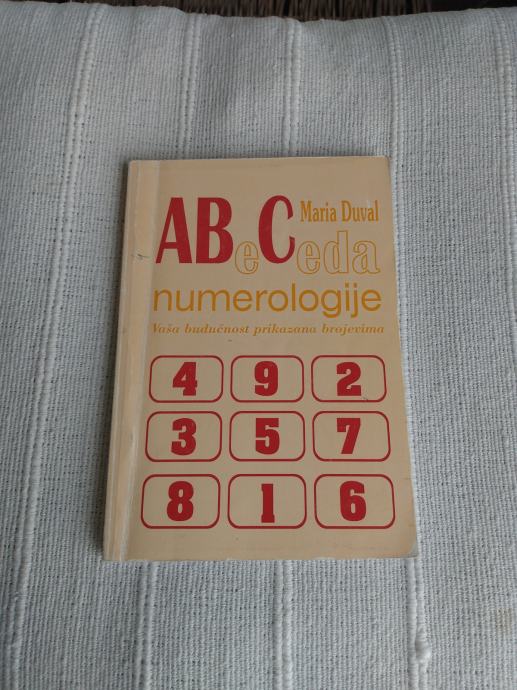 Maria Duval
ABeCeda
numerologije
Vaša budućnost prikazana brojevima
4 9 2
3 5 7
8 1 6